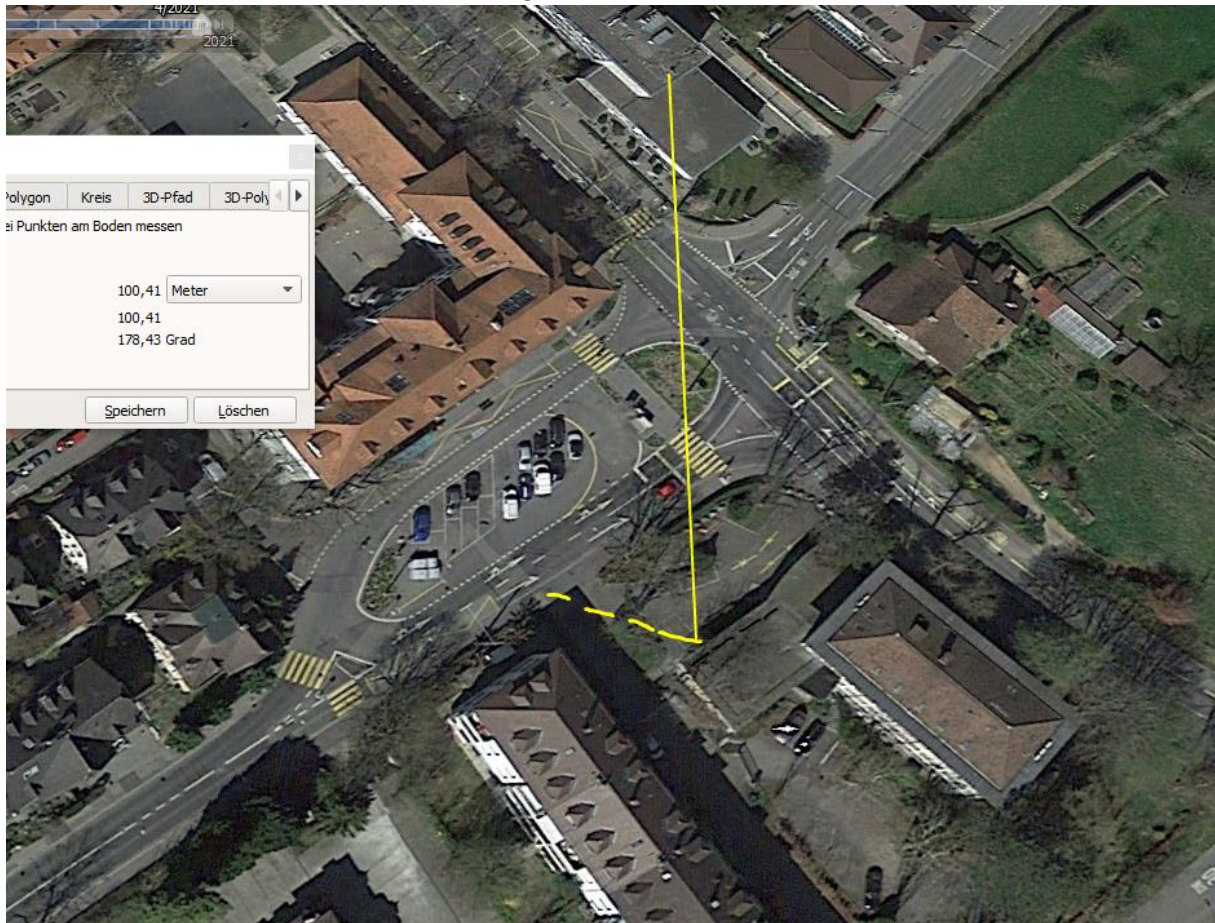 4/2021
2021
Polygon Kreis 3D-Pfad 3D-Poly
ei Punkten am Boden messen
100,41 Meter
100,41
178,43 Grad
Speichern Löschen